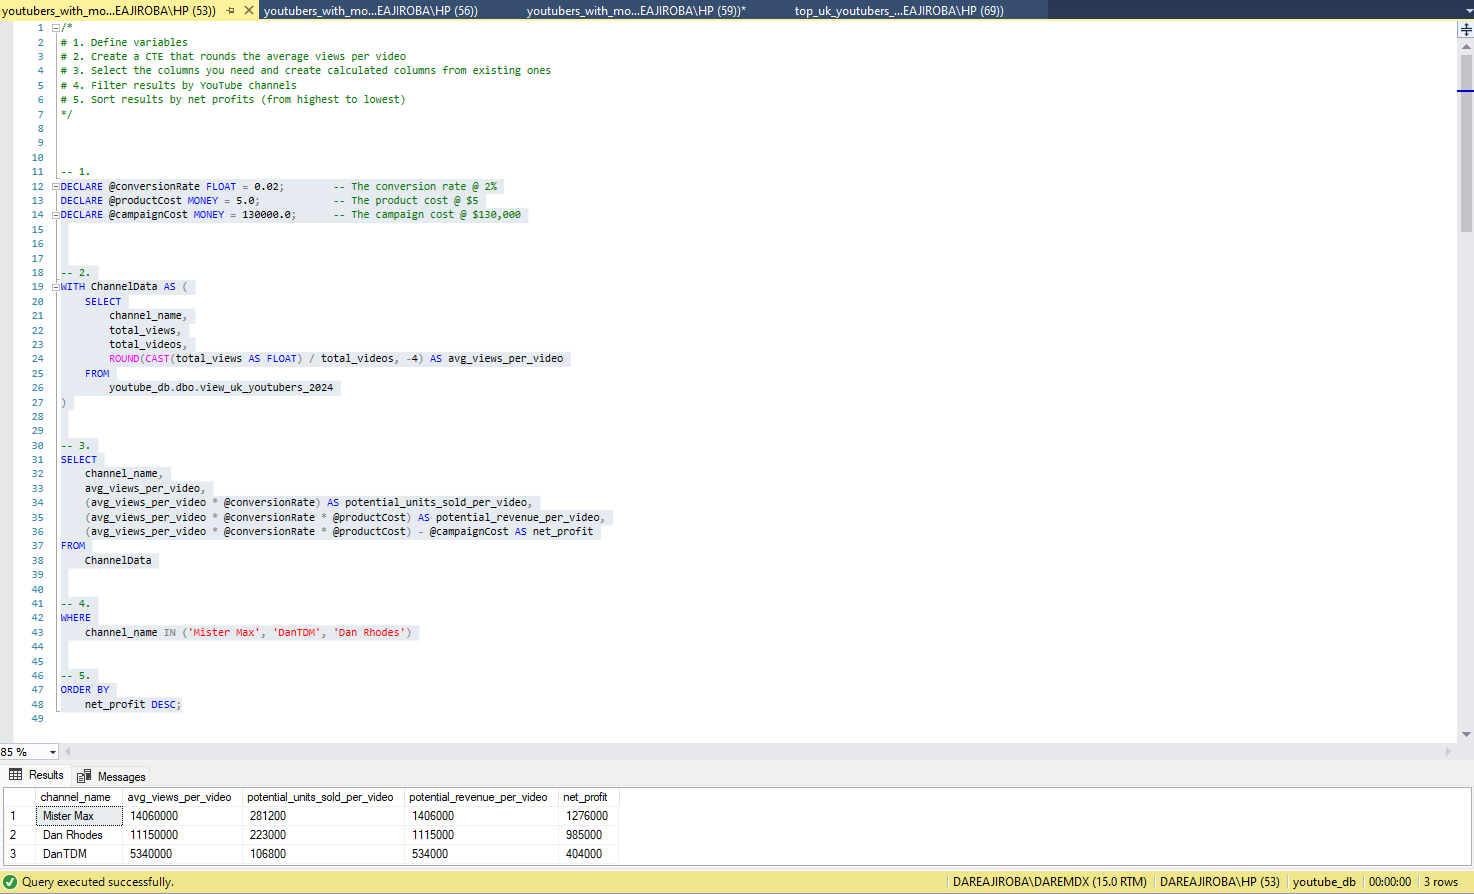 youtubers_with_mo...EAJIROBA\HP (53)) youtubers_with_mo...EAJIROBA\HP (56)) youtubers_with_mo...EAJIROBA\HP (59))* top_uk_youtubers_...EAJIROBA\HP (69))
1 /*
2 # 1. Define variables
3 # 2. Create a CTE that rounds the average views per video
4 # 3. Select the columns you need and create calculated columns from existing ones
5 # 4. Filter results by YouTube channels
6 # 5. Sort results by net profits (from highest to lowest)
7 */
8
9
10
11 -- 1.
12 DECLARE @conversionRate FLOAT = 0.02; -- The conversion rate @ 2%
13 DECLARE @productCost MONEY = 5.0; -- The product cost @ $5
14 DECLARE @campaignCost MONEY = 130000.0; -- The campaign cost @ $130,000
15
16
17
18 -- 2.
19 WITH ChannelData AS (
20 SELECT
21 channel_name,
22 total_views,
23 total_videos,
24 ROUND(CAST(total_views AS FLOAT) / total_videos, -4) AS avg_views_per_video
25 FROM
26 youtube_db.dbo.view_uk_youtubers_2024
27 )
28
29
30 -- 3.
31 SELECT
32 channel_name,
33 avg_views_per_video,
34 (avg_views_per_video * @conversionRate) AS potential_units_sold_per_video,
35 (avg_views_per_video * @conversionRate * @productCost) AS potential_revenue_per_video,
36 (avg_views_per_video * @conversionRate * @productCost) - @campaignCost AS net_profit
37 FROM
38 ChannelData
39
40
41 -- 4.
42 WHERE
43 channel_name IN ('Mister Max', 'DanTDM', 'Dan Rhodes')
44
45
46 -- 5.
47 ORDER BY
48 net_profit DESC;
49
85 %
Results Messages
channel_name avg_views_per_video potential_units_sold_per_video potential_revenue_per_video net_profit
1 Mister Max 14060000 281200 1406000 1276000
2 Dan Rhodes 11150000 223000 1115000 985000
3 DanTDM 5340000 106800 534000 404000
Query executed successfully. DAREAJIROBA\DAREMDX (15.0 RTM) DAREAJIROBA\HP (53) youtube_db 00:00:00 3 rows